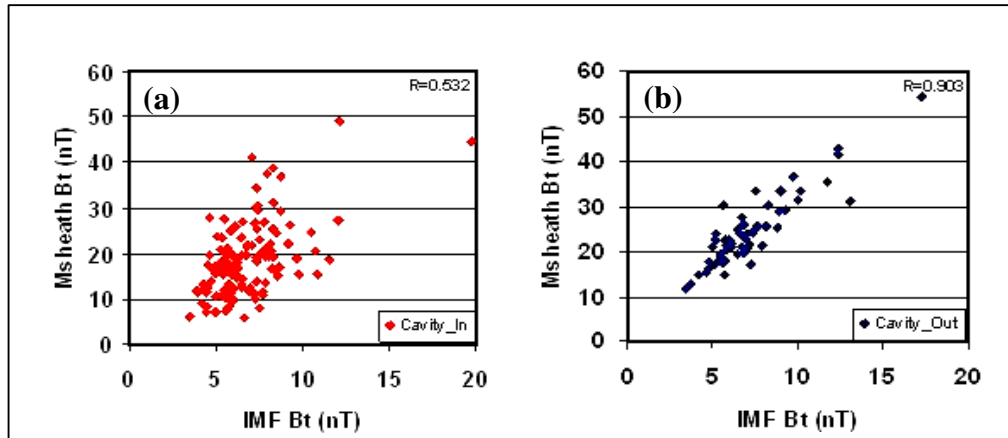 (a)
R=0.532
Msheath Bt (nT)
60
50
40
30
20
10
0
0 5 10 15 20
IMF Bt (nT)
Cavity_In
(b)
R=0.903
Msheath Bt (nT)
60
50
40
30
20
10
0
0 5 10 15 20
IMF Bt (nT)
Cavity_Out